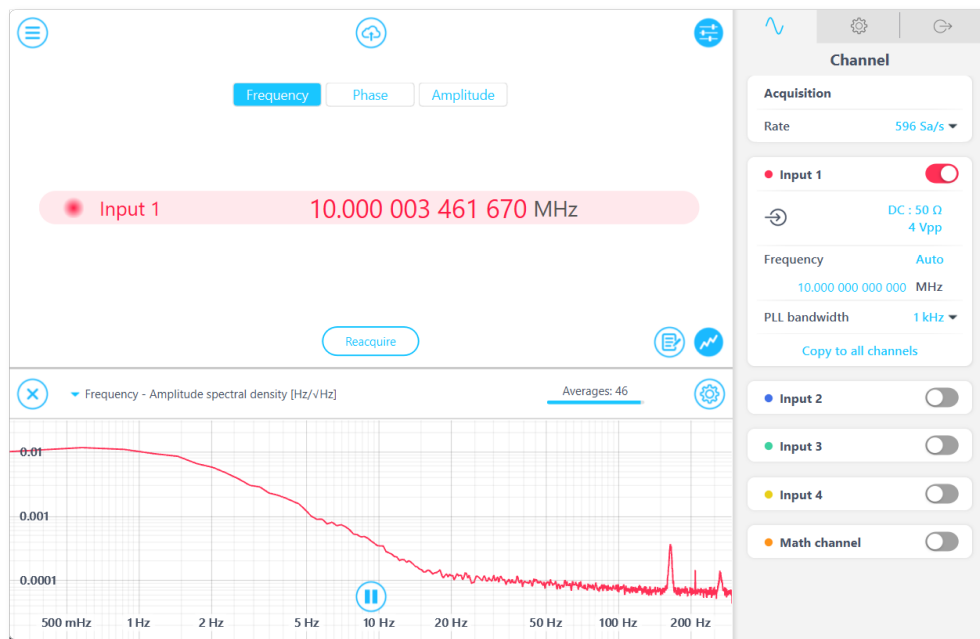 Frequency
Phase
Amplitude
Input 1
10.000 003 461 670 MHz
Reacquire
Frequency - Amplitude spectral density [Hz/√Hz]
Averages: 46
0.01
0.001
0.0001
500 mHz
1 Hz
2 Hz
5 Hz
10 Hz
20 Hz
50 Hz
100 Hz
200 Hz
Channel
Acquisition
Rate
596 Sa/s
Input 1
DC : 50 Ω
4 Vpp
Frequency
Auto
10.000 000 000 000 MHz
PLL bandwidth
1 kHz
Copy to all channels
Input 2
Input 3
Input 4
Math channel